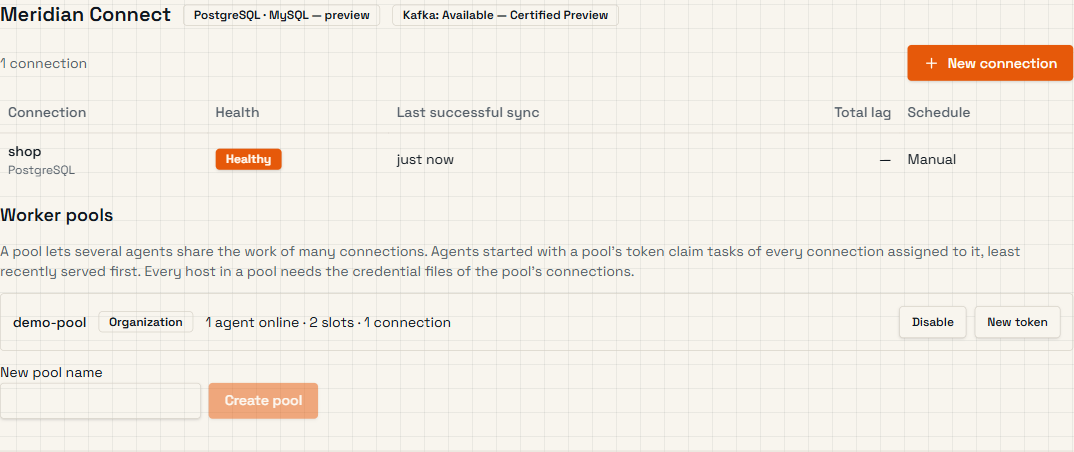 Meridian Connect
PostgreSQL · MySQL — preview
Kafka: Available — Certified Preview
1 connection
+ New connection
Connection Health Last successful sync Total lag Schedule
shop
PostgreSQL
Healthy
just now
—
Manual
Worker pools
A pool lets several agents share the work of many connections. Agents started with a pool's token claim tasks of every connection assigned to it, least
recently served first. Every host in a pool needs the credential files of the pool's connections.
demo-pool Organization 1 agent online · 2 slots · 1 connection Disable New token
New pool name
Create pool